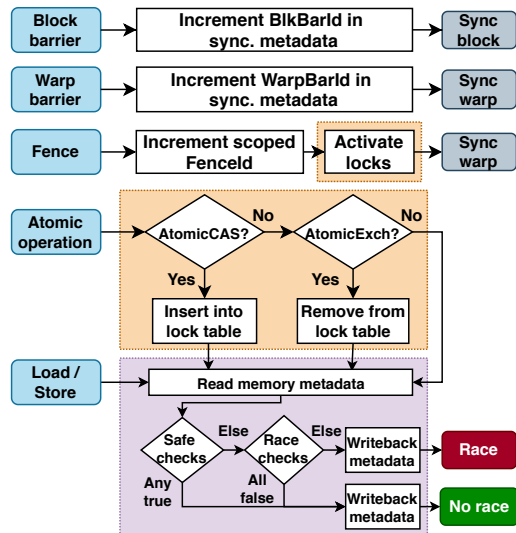 Block
barrier
Increment BlkBarId in
sync. metadata
Sync
block
Warp
barrier
Increment WarpBarId in
sync. metadata
Sync
warp
Fence
Increment scoped
FenceId
Activate
locks
Sync
warp
Atomic
operation
AtomicCAS?
No
AtomicExch?
No
Yes
Yes
Insert into
lock table
Remove from
lock table
Load /
Store
Read memory metadata
Safe
checks
Else
Race
checks
Else
Writeback
metadata
Race
Any
true
All
false
Writeback
metadata
No race